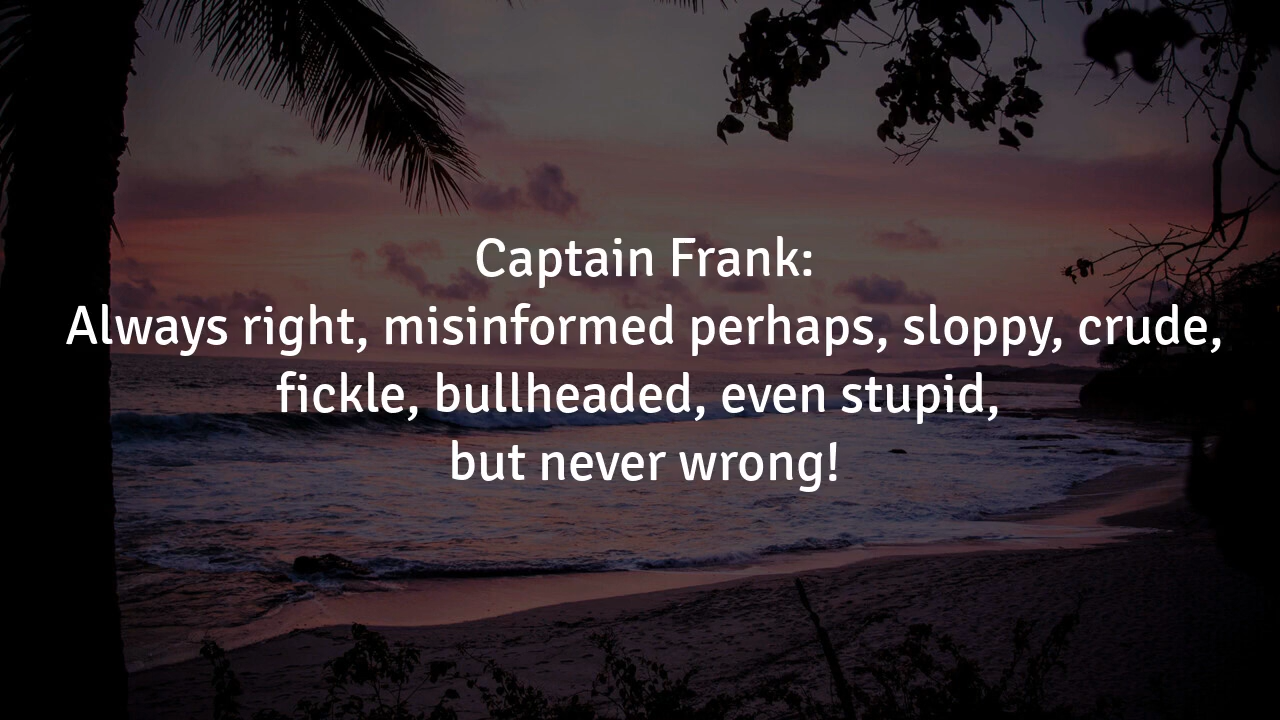 Captain Frank:
Always right, misinformed perhaps, sloppy, crude,
fickle, bullheaded, even stupid,
but never wrong!